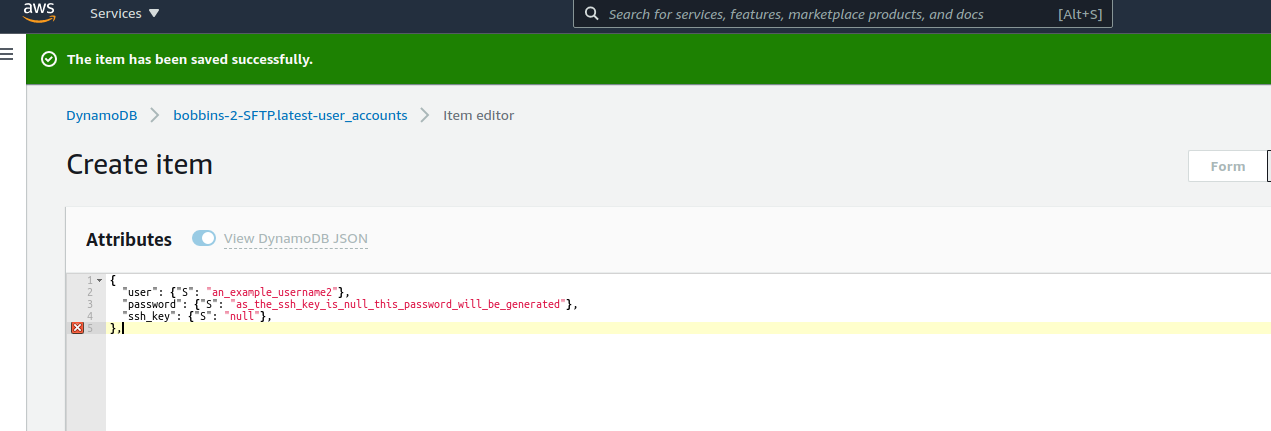 aws
Services ▼
Search for services, features, marketplace products, and docs [Alt+S]
The item has been saved successfully.
DynamoDB > bobbins-2-SFTP.latest-user_accounts > Item editor
Create item
Form
Attributes
View DynamoDB JSON
1 {
2 "user": {"S": "an_example_username2"},
3 "password": {"S": "as_the_ssh_key_is_null_this_password_will_be_generated"},
4 "ssh_key": {"S": "null"},
5 },